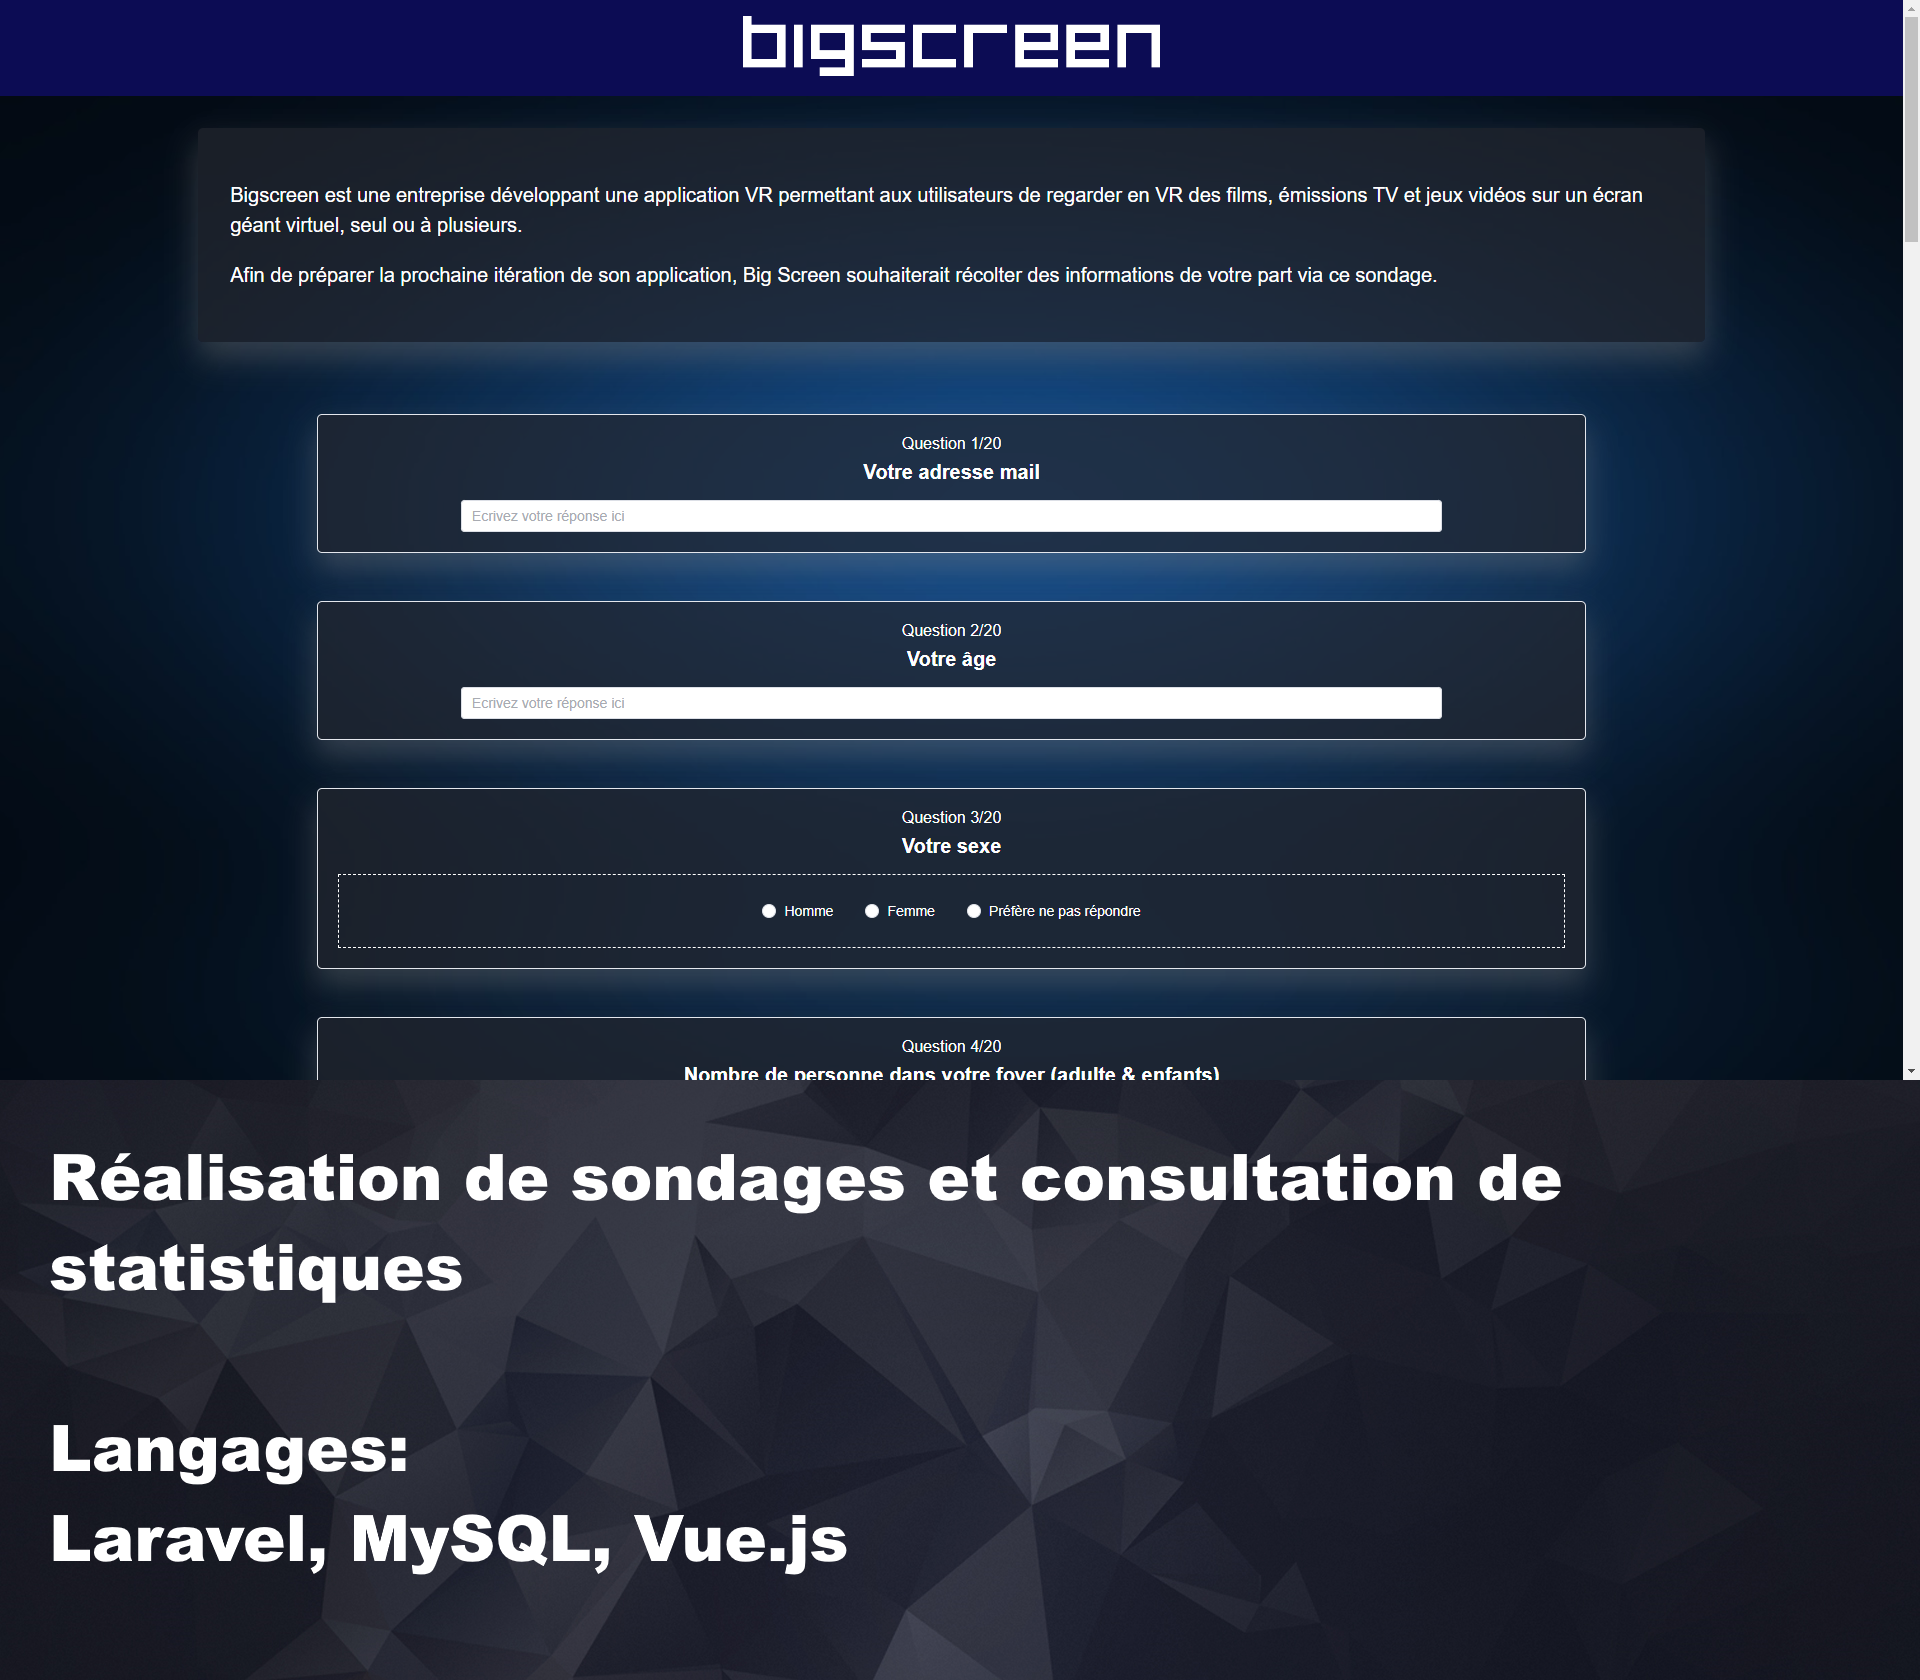 bigscreen
Bigscreen est une entreprise développant une application VR permettant aux utilisateurs de regarder en VR des films, émissions TV et jeux vidéos sur un écran
géant virtuel, seul ou à plusieurs.
Afin de préparer la prochaine itération de son application, Big Screen souhaiterait récolter des informations de votre part via ce sondage.
Question 1/20
Votre adresse mail
Ecrivez votre réponse ici
Question 2/20
Votre âge
Ecrivez votre réponse ici
Question 3/20
Votre sexe
Homme Femme Préfère ne pas répondre
Question 4/20
Nombre de personne dans votre foyer (adulte & enfants)
Réalisation de sondages et consultation de
statistiques
Langages:
Laravel, MySQL, Vue.js